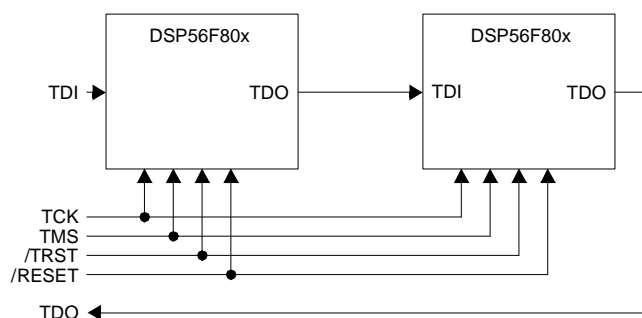 DSP56F80x DSP56F80x
TDI TDO TDI TDO
TCK
TMS
/TRST
/RESET
TDO